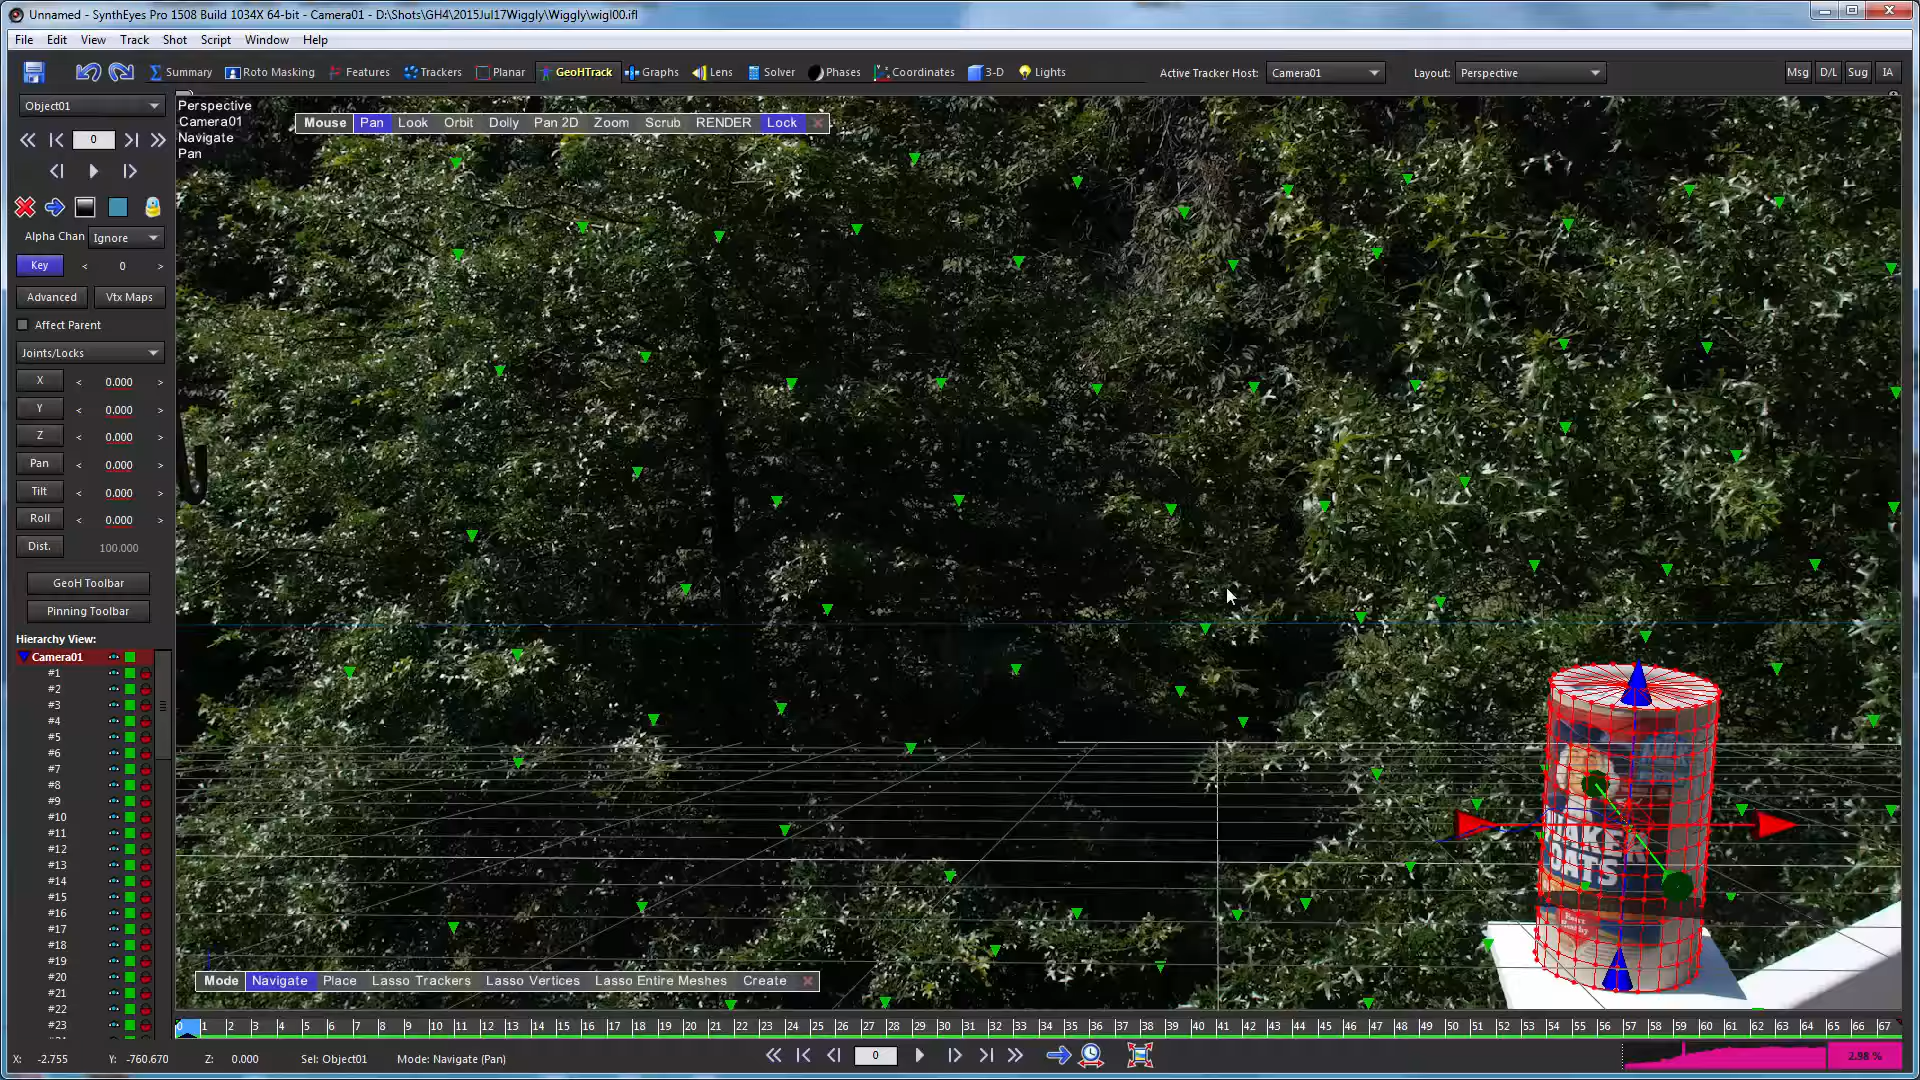 Unnamed - SynthEyes Pro 1508 Build 1034X 64-bit - Camera01 - D:\Shots\GH4\2015Jul17Wiggly\Wiggly\wigl00.ifl
File Edit View Track Shot Script Window Help
Summary Roto Masking Features Trackers Planar GeoHTrack Graphs Lens Solver Phases Coordinates 3-D Lights Active Tracker Host: Camera01 Layout: Perspective Msg D/L Sug IA
Object01
0
Alpha Chan Ignore
Key < 0 >
Advanced Vtx Maps
Affect Parent
Joints/Locks
X < 0.000 >
Y < 0.000 >
Z < 0.000 >
Pan < 0.000 >
Tilt < 0.000 >
Roll < 0.000 >
Dist. 100.000
GeoH Toolbar
Pinning Toolbar
Hierarchy View:
Camera01
#1
#2
#3
#4
#5
#6
#7
#8
#9
#10
#11
#12
#13
#14
#15
#16
#17
#18
#19
#20
#21
#22
#23
Perspective
Camera01
Navigate
Pan
Mouse Pan Look Orbit Dolly Pan 2D Zoom Scrub RENDER Lock
Mode Navigate Place Lasso Trackers Lasso Vertices Lasso Entire Meshes Create
0 1 2 3 4 5 6 7 8 9 10 11 12 13 14 15 16 17 18 19 20 21 22 23 24 25 26 27 28 29 30 31 32 33 34 35 36 37 38 39 40 41 42 43 44 45 46 47 48 49 50 51 52 53 54 55 56 57 58 59 60 61 62 63 64 65 66 67
X: -2.755 Y: -760.670 Z: 0.000 Sel: Object01 Mode: Navigate (Pan) 0 2.98 %